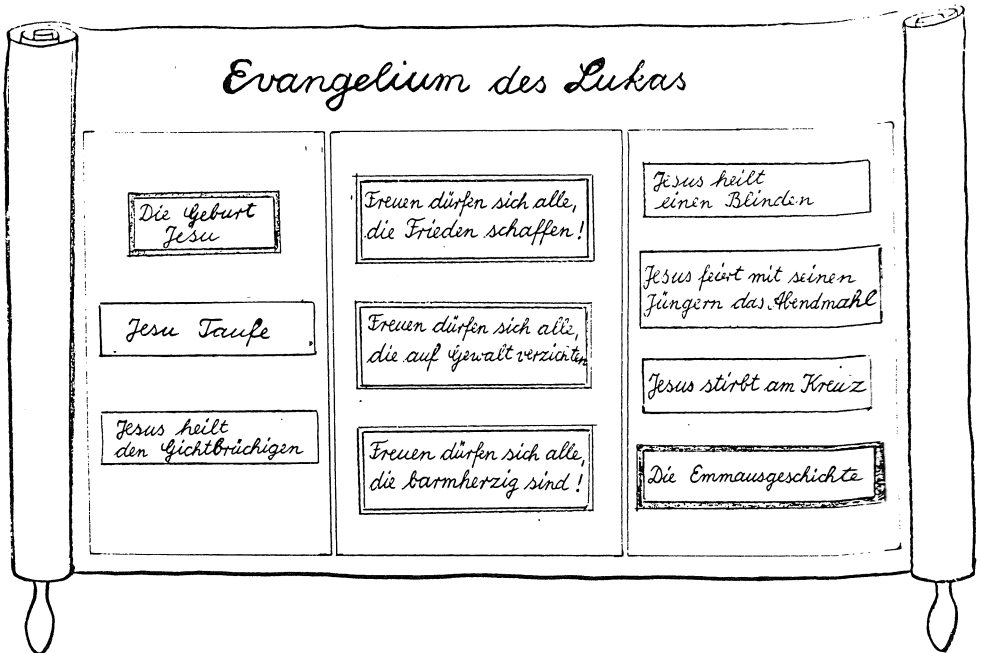 Evangelium des Lukas
Die Geburt
Jesu
Jesu Taufe
Jesus heilt
den Gichtbrüchigen
Freuen dürfen sich alle,
die Frieden schaffen!
Freuen dürfen sich alle,
die auf Gewalt verzichten
Freuen dürfen sich alle,
die barmherzig sind!
Jesus heilt
einen Blinden
Jesus feiert mit seinen
Jüngern das Abendmahl
Jesus stirbt am Kreuz
Die Emmausgeschichte